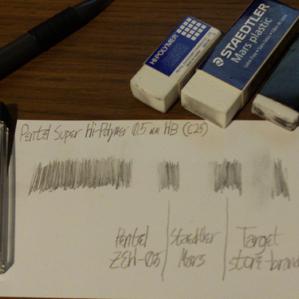 HI-POLYMER
STAEDTLER
Mars plastic
Pentel Super Hi-Polymer 0.5 mm HB (C25)
Pentel Staedtler Target
ZEH-05 Mars store-brand